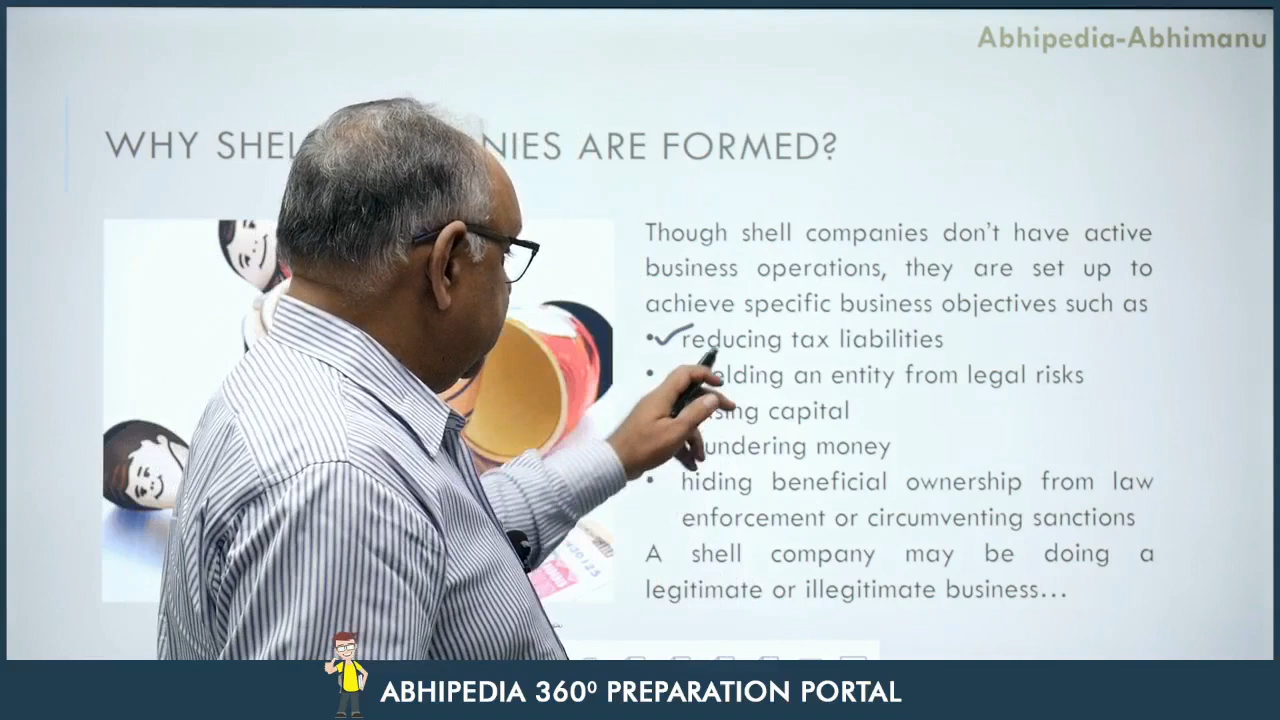 Abhipedia-Abhimanu
WHY SHEL NIES ARE FORMED?
Though shell companies don't have active
business operations, they are set up to
achieve specific business objectives such as
• reducing tax liabilities
• elding an entity from legal risks
sing capital
undering money
• hiding beneficial ownership from law
enforcement or circumventing sanctions
A shell company may be doing a
legitimate or illegitimate business...
430125
ABHIPEDIA 360⁰ PREPARATION PORTAL